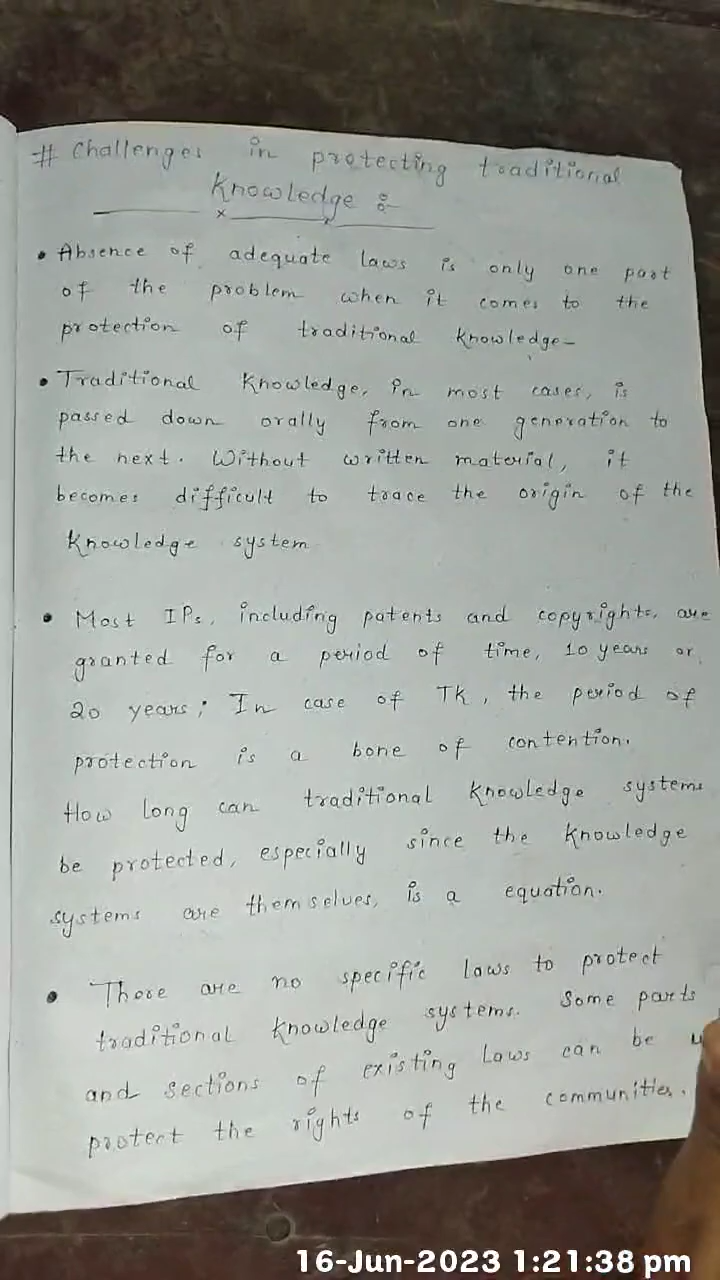 # Challenges in protecting traditional
Knowledge :-
• Absence of adequate laws is only one part
of the problem when it comes to the
protection of traditional Knowledge-
• Traditional Knowledge, in most cases, is
passed down orally from one generation to
the next. Without written material, it
becomes difficult to trace the origin of the
Knowledge system
• Most IPs, including patents and copyrights, are
granted for a period of time, 10 years or
20 years; In case of TK, the period of
protection is a bone of contention.
How long can traditional Knowledge systems
be protected, especially since the Knowledge
systems are themselves, is a equation.
• There are no specific laws to protect
traditional Knowledge systems. Some parts
and sections of existing Laws can be
protect the rights of the communities.
16-Jun-2023 1:21:38 pm